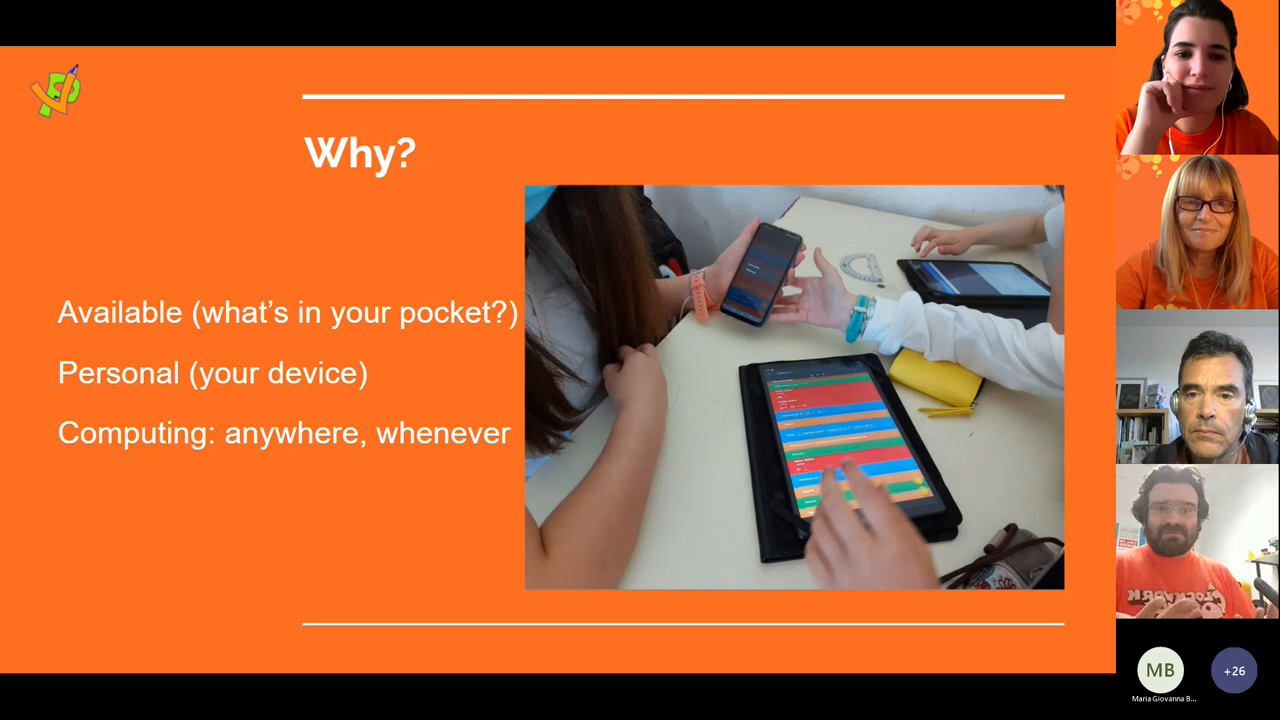 Why?
Available (what's in your pocket?)
Personal (your device)
Computing: anywhere, whenever
MB
+26
Maria Giovanna B...